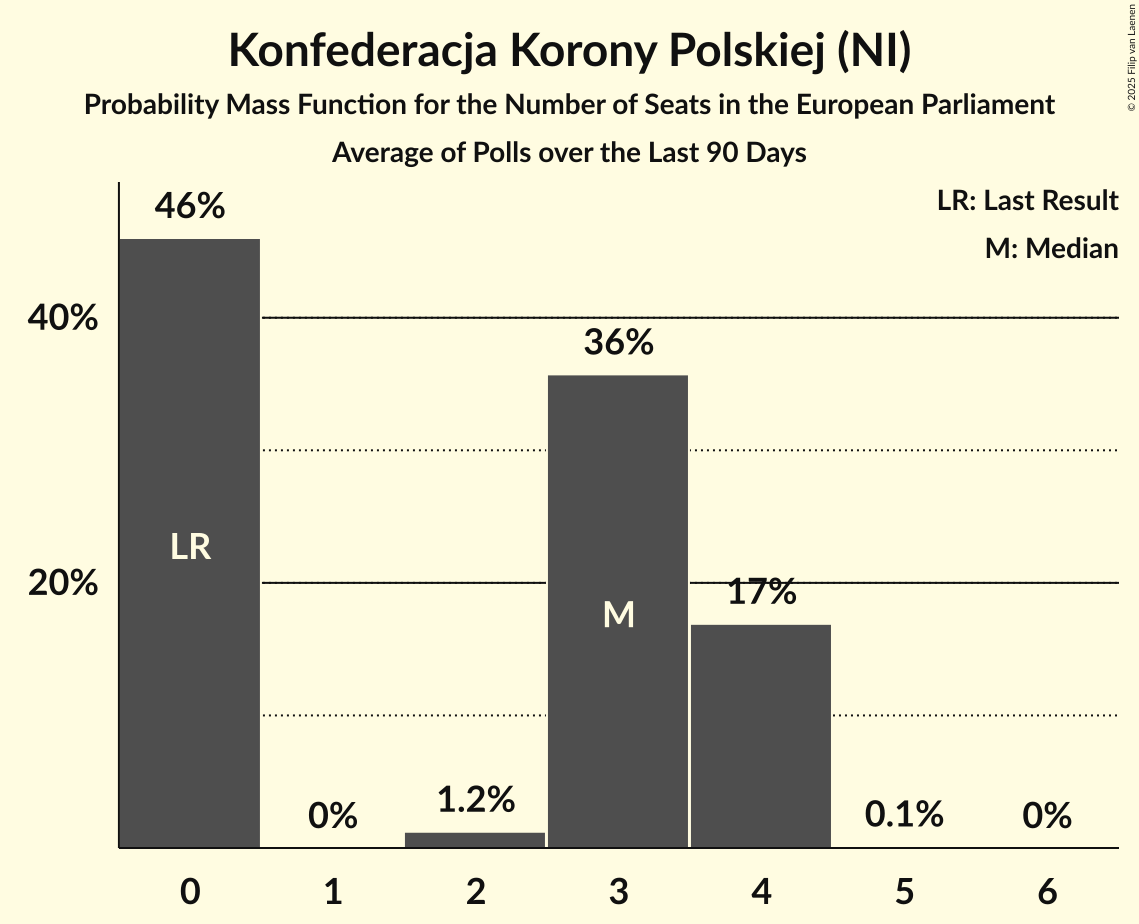 Konfederacja Korony Polskiej (NI)
Probability Mass Function for the Number of Seats in the European Parliament
Average of Polls over the Last 90 Days
© 2025 Filip van Laenen
LR: Last Result
M: Median
46%
40%
36%
LR
20%
17%
M
1.2%
0%
0.1%
0%
0 1 2 3 4 5 6